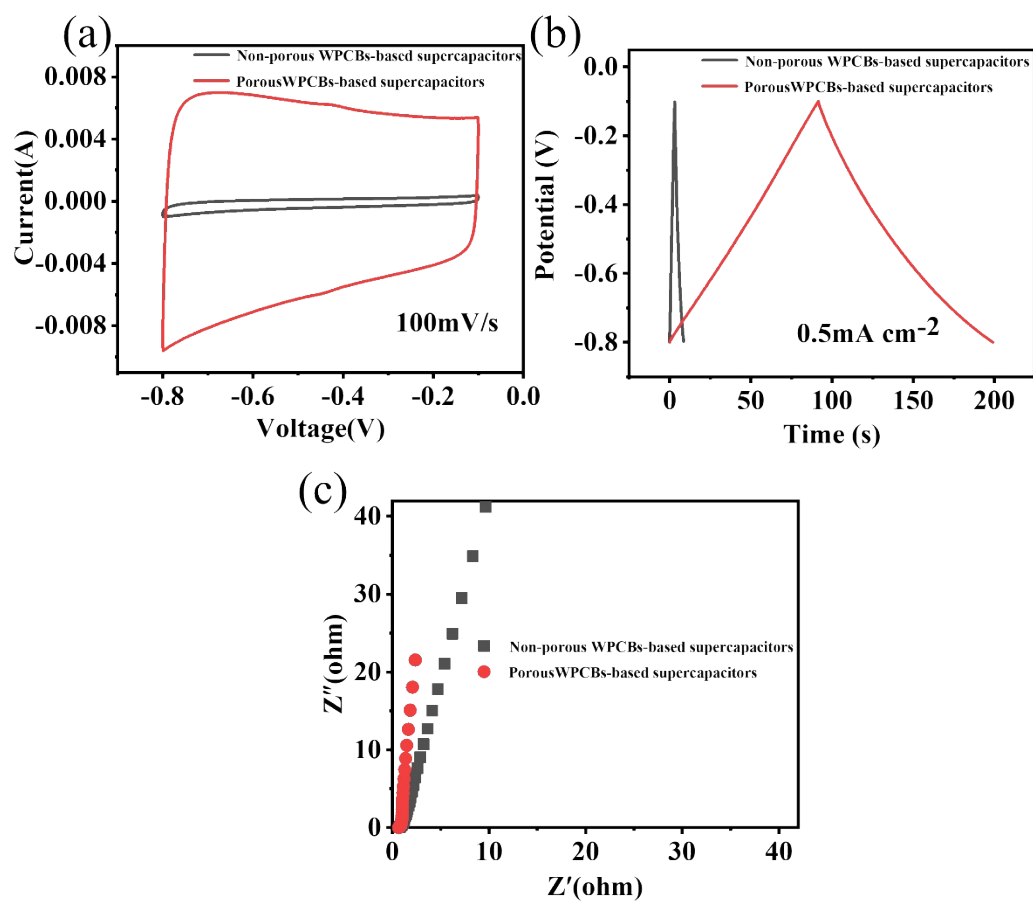 (a)
Non-porous WPCBs-based supercapacitors
PorousWPCBs-based supercapacitors
0.008
0.004
0.000
-0.004
-0.008
Current(A)
100mV/s
-0.8
-0.6
-0.4
-0.2
0.0
Voltage(V)
(b)
Non-porous WPCBs-based supercapacitors
PorousWPCBs-based supercapacitors
0.0
-0.2
-0.4
-0.6
-0.8
Potential (V)
0.5mA cm-2
0
50
100
150
200
Time (s)
(c)
40
30
20
10
0
Z″(ohm)
Non-porous WPCBs-based supercapacitors
PorousWPCBs-based supercapacitors
0
10
20
30
40
Z′(ohm)